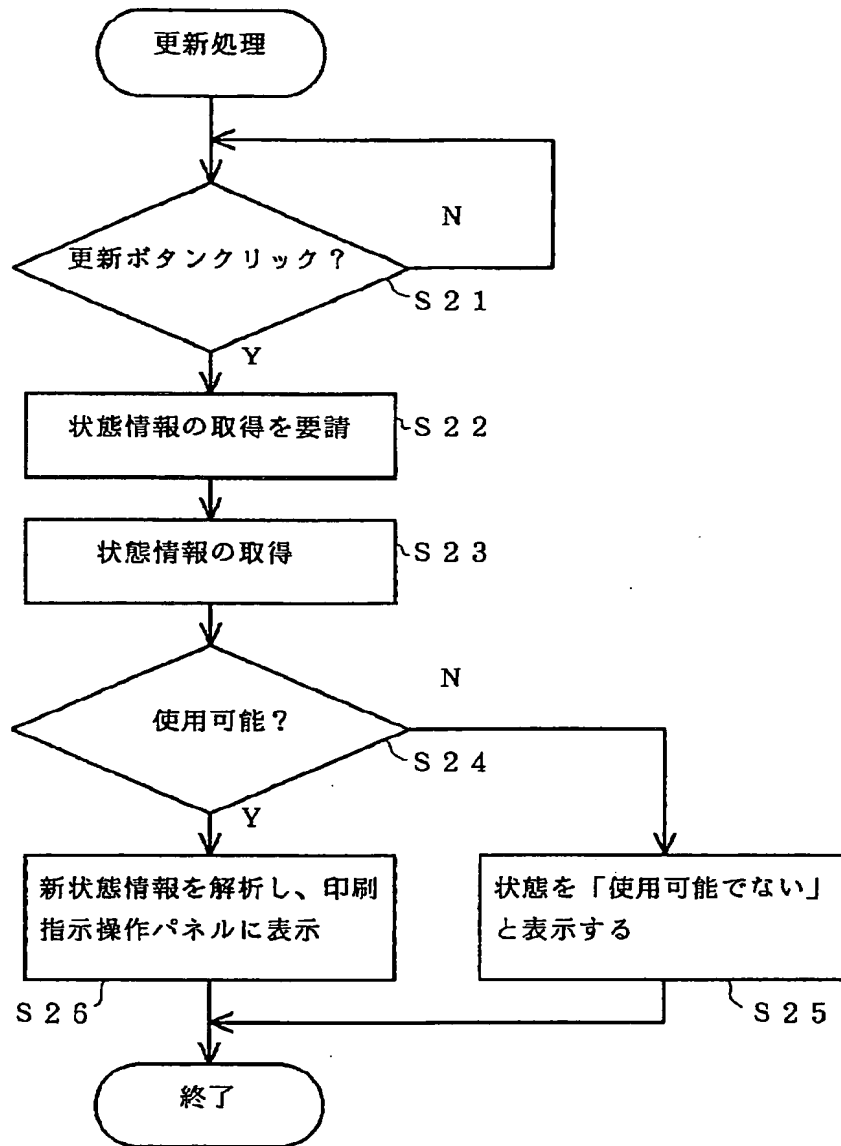 更新処理
N
更新ボタンクリック？
S21
Y
状態情報の取得を要請
S22
状態情報の取得
S23
N
使用可能？
S24
Y
新状態情報を解析し、印刷
指示操作パネルに表示
状態を「使用可能でない」
と表示する
S26
S25
終了